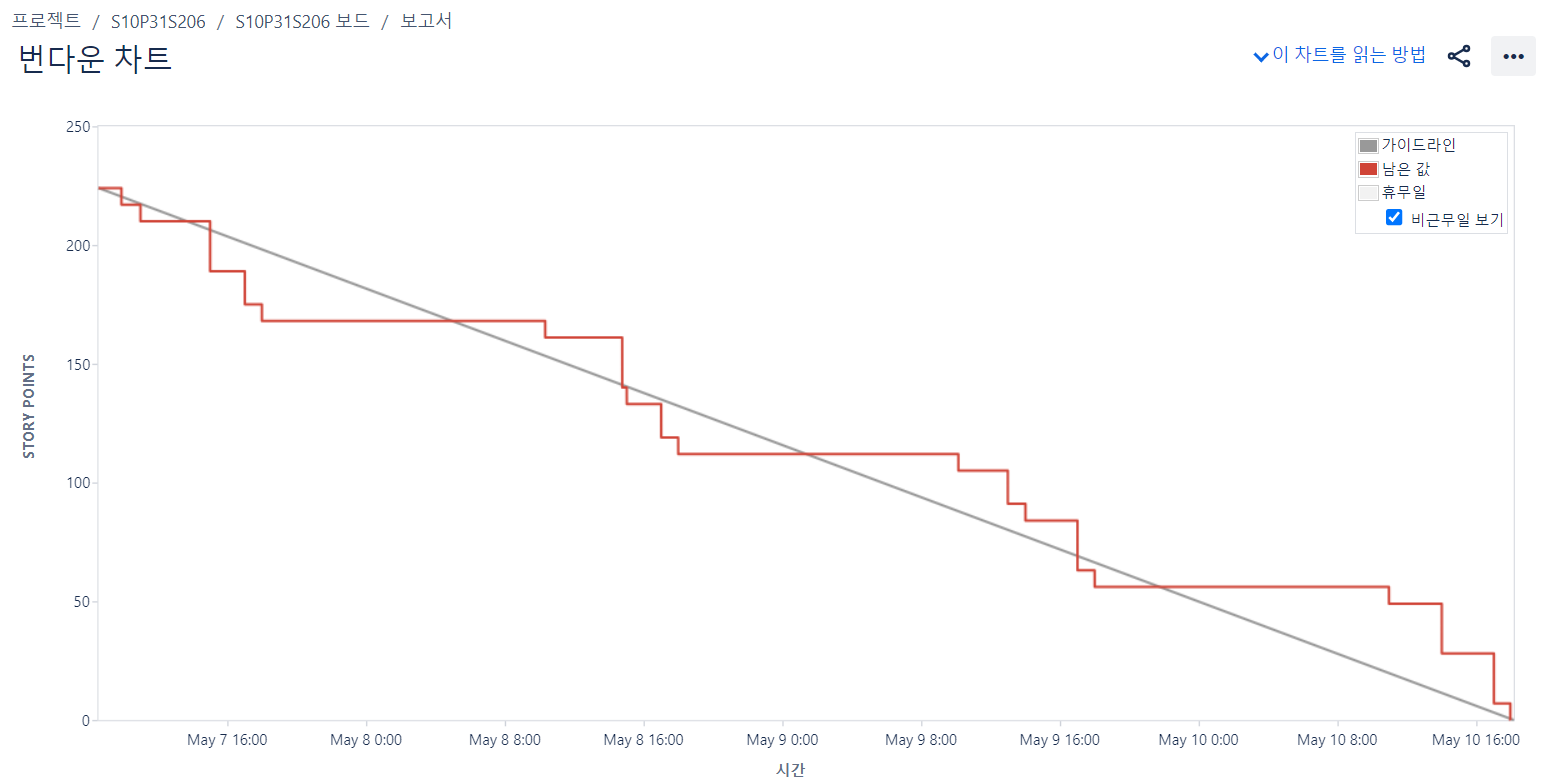 프로젝트 / S10P31S206 / S10P31S206 보드 / 보고서
번다운 차트
이 차트를 읽는 방법
가이드라인
남은 값
휴무일
비근무일 보기
STORY POINTS
250
200
150
100
50
0
May 7 16:00 May 8 0:00 May 8 8:00 May 8 16:00 May 9 0:00 May 9 8:00 May 9 16:00 May 10 0:00 May 10 8:00 May 10 16:00
시간